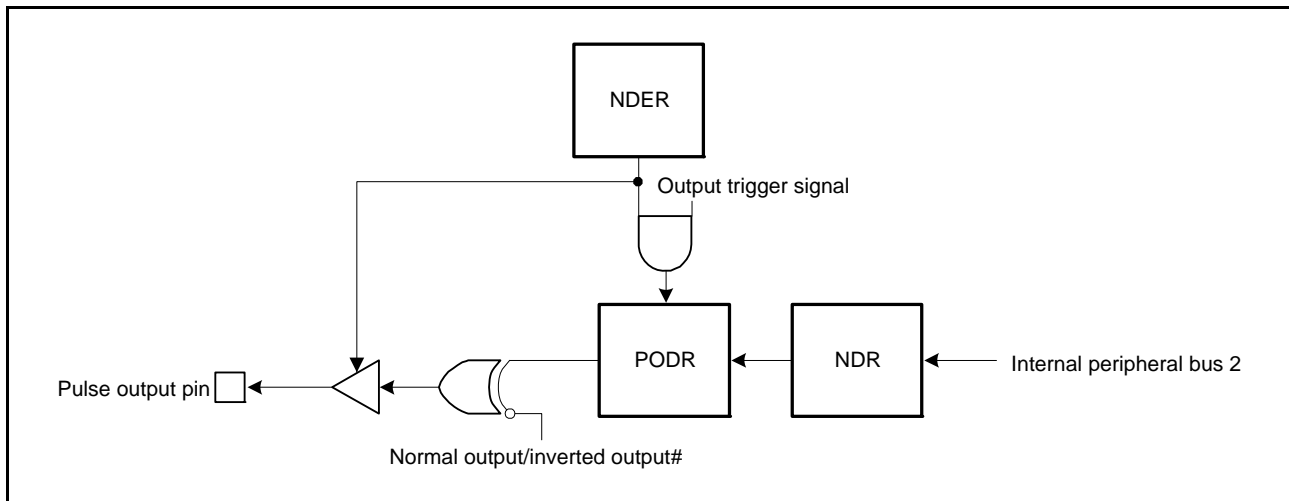 NDER
Output trigger signal
PODR
NDR
Internal peripheral bus 2
Pulse output pin
Normal output/inverted output#